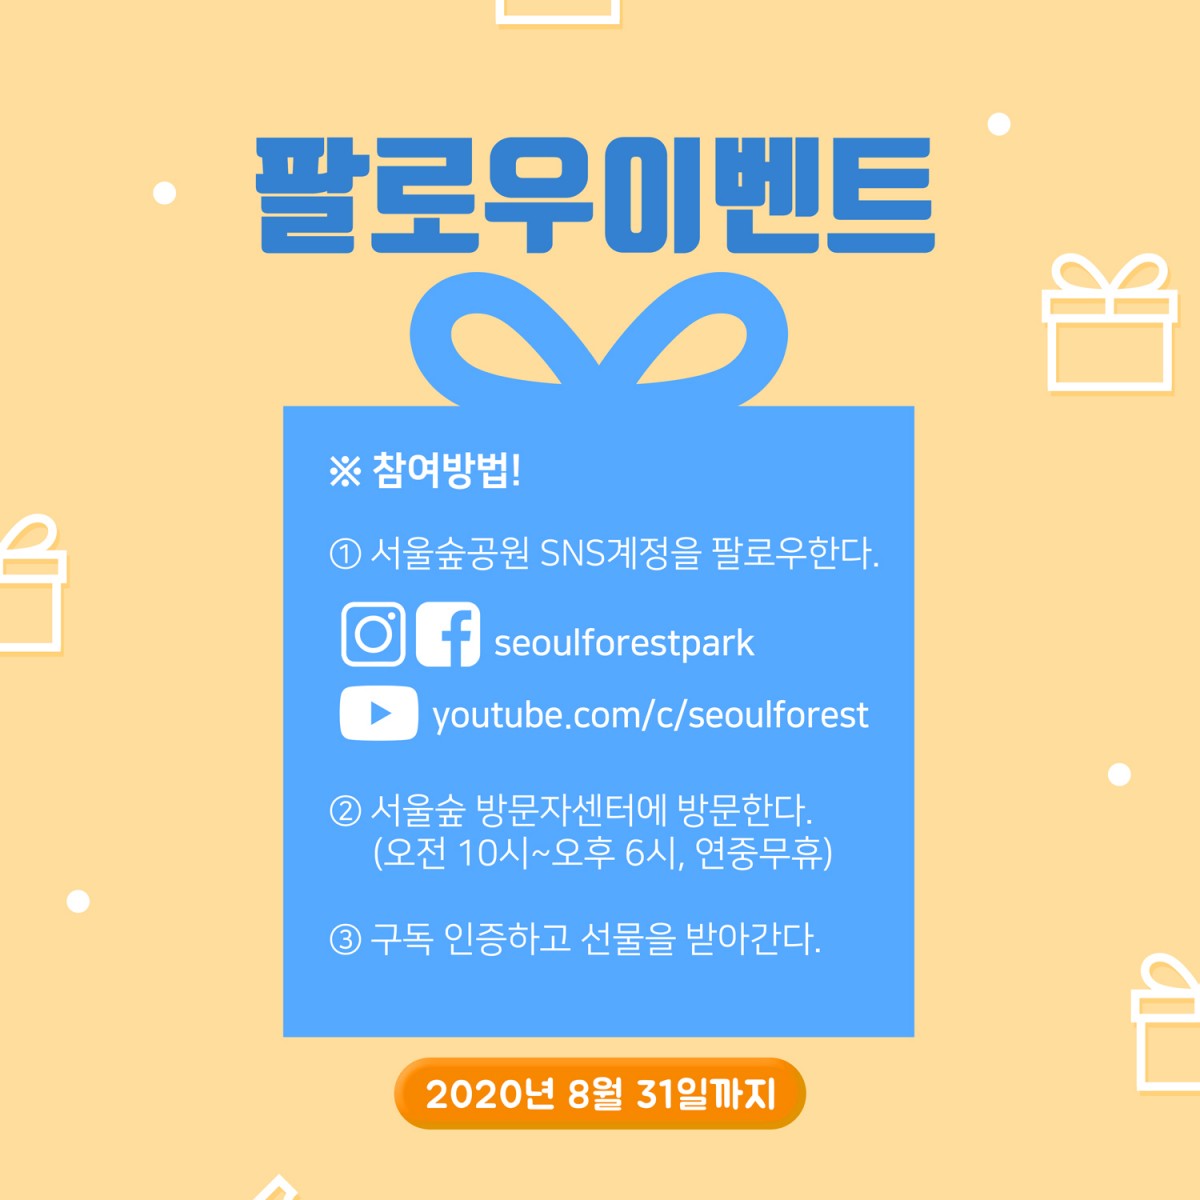 팔로우이벤트
※ 참여방법!
① 서울숲공원 SNS계정을 팔로우한다.
seoulforestpark
youtube.com/c/seoulforest
② 서울숲 방문자센터에 방문한다.
(오전 10시~오후 6시, 연중무휴)
③ 구독 인증하고 선물을 받아간다.
2020년 8월 31일까지